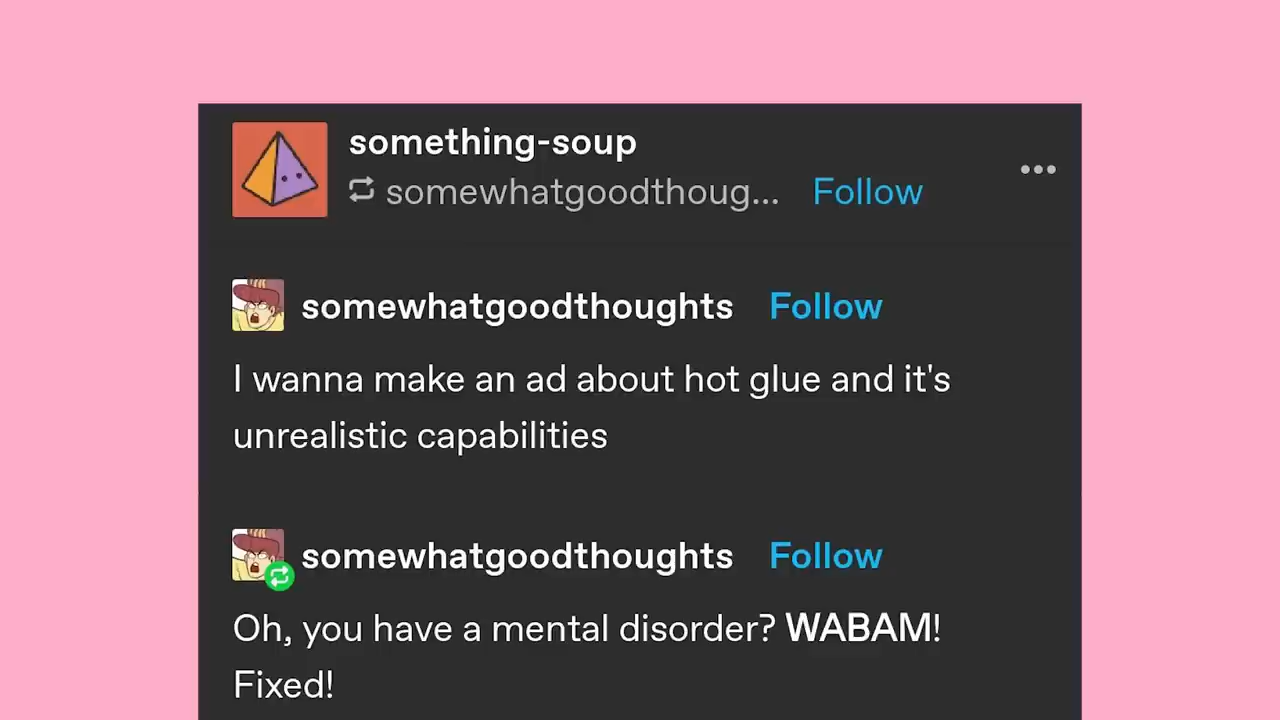 something-soup
somewhatgoodthoug... Follow
somewhatgoodthoughts Follow
I wanna make an ad about hot glue and it's
unrealistic capabilities
somewhatgoodthoughts Follow
Oh, you have a mental disorder? WABAM!
Fixed!